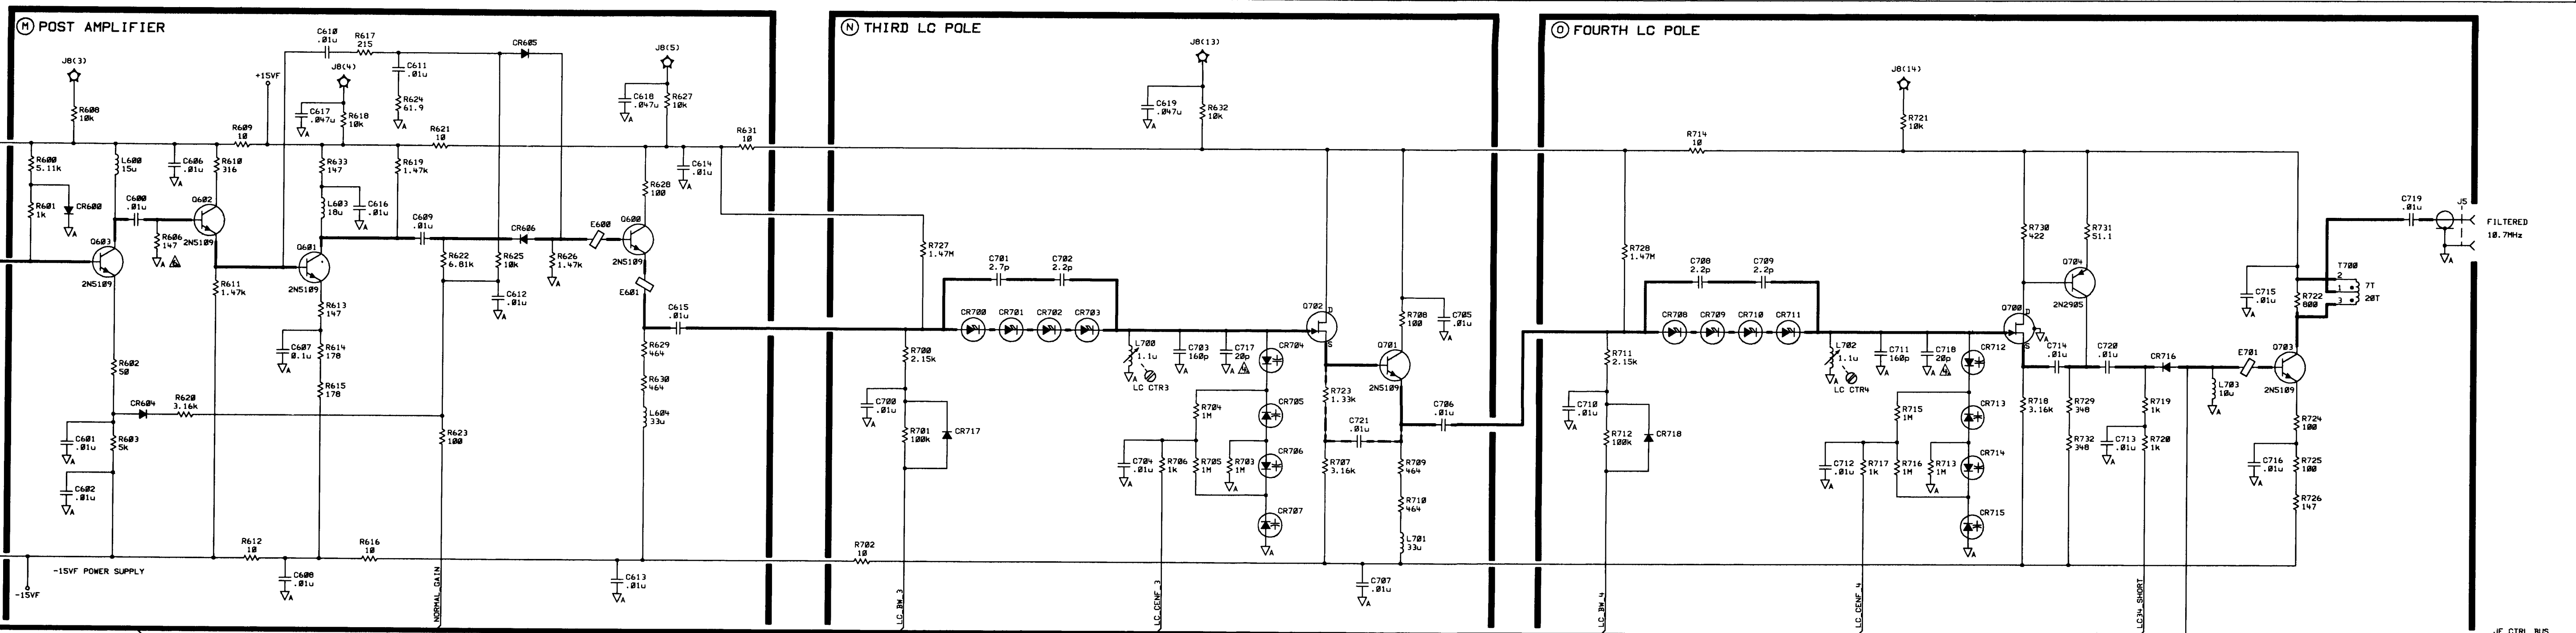 M POST AMPLIFIER
J8(3)
R608
10k
R600
5.11k
R601
1k
CR600
L600
15u
C606
.01u
C600
.01u
R606
147
A
Q603
2N5109
R602
50
CR604
R620
3.16k
C601
.01u
R603
5k
C602
.01u
-15VF POWER SUPPLY
-15VF
+15VF
R609
10
R610
316
Q602
2N5109
R611
1.47k
R612
10
C608
.01u
R616
10
C610
.01u
R617
215
J8(4)
C617
.047u
R618
10k
C611
.01u
R624
61.9
R621
10
CR605
R633
147
L603
18u
C616
.01u
R619
1.47k
C609
.01u
Q601
2N5109
R613
147
C607
0.1u
R614
178
R615
178
R622
6.81k
R625
10k
C612
.01u
CR606
R626
1.47k
R623
100
NORMAL_GAIN
J8(5)
C618
.047u
R627
10k
R628
100
C614
.01u
E600
Q600
2N5109
E601
C615
.01u
R629
464
R630
464
L604
33u
C613
.01u
R631
10
N THIRD LC POLE
J8(13)
C619
.047u
R632
10k
R727
1.47M
C701
2.7p
C702
2.2p
CR700
CR701
CR702
CR703
R700
2.15k
C700
.01u
R701
100k
CR717
R702
10
LC_BW_3
L700
1.1u
LC CTR3
C703
160p
C717
20p
CR704
R704
1M
CR705
C704
.01u
R706
1k
R705
1M
R703
1M
CR706
CR707
LC_CENF_3
Q702
D
S
R708
100
C705
.01u
Q701
2N5109
R723
1.33k
C721
.01u
C706
.01u
R707
3.16k
R709
464
R710
464
L701
33u
C707
.01u
O FOURTH LC POLE
J8(14)
R721
10k
R714
10
R728
1.47M
C708
2.2p
C709
2.2p
CR708
CR709
CR710
CR711
R711
2.15k
C710
.01u
R712
100k
CR718
LC_BW_4
L702
1.1u
LC CTR4
C711
160p
C718
20p
CR712
R715
1M
CR713
C712
.01u
R717
1k
R716
1M
R713
1M
CR714
CR715
LC_CENF_4
R730
422
R731
51.1
Q704
2N2905
Q700
D
S
C714
.01u
C720
.01u
CR716
R718
3.16k
R729
348
R732
348
R719
1k
C713
.01u
R720
1k
LC34_SHORT
L703
10u
E701
Q703
2N5109
C715
.01u
R722
800
T700
2
1
3
7T
20T
R724
100
C716
.01u
R725
100
R726
147
C719
.01u
J5
FILTERED
10.7MHz
IF CTRL BUS